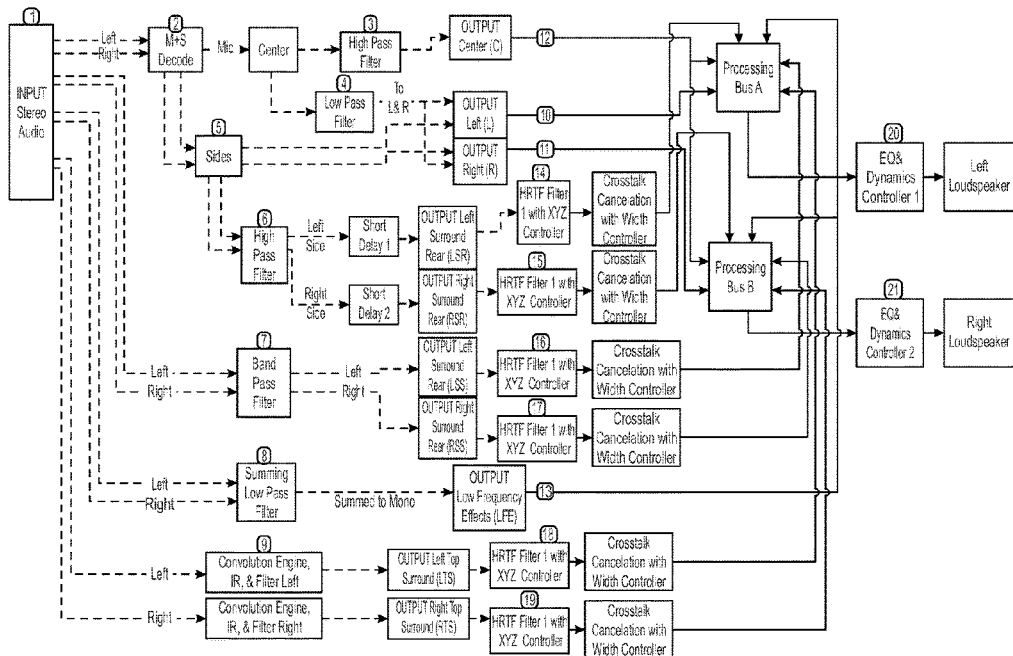 1
INPUT
Stereo
Audio
Left
Right
2
M+S
Decode
Mic
Center
3
High Pass
Filter
OUTPUT
Center (C)
12
4
Low Pass
Filter
To
L& R
OUTPUT
Left (L)
10
OUTPUT
Right (R)
11
5
Sides
6
High
Pass
Filter
Left
Side
Short
Delay 1
OUTPUT Left
Surround
Rear (LSR)
14
HRTF Filter
1 with XYZ
Controller
Crosstalk
Cancelation
with Width
Controller
Right
Side
Short
Delay 2
OUTPUT Right
Surround
Rear (RSR)
15
HRTF Filter 1 with
XYZ Controller
Crosstalk
Cancelation
with Width
Controller
7
Left
Right
Band
Pass
Filter
Left
Right
OUTPUT Left
Surround
Rear (LSS)
16
HRTF Filter 1 with
XYZ Controller
Crosstalk
Cancelation with
Width Controller
OUTPUT Right
Surround
Rear (RSS)
17
HRTF Filter 1 with
XYZ Controller
Crosstalk
Cancelation with
Width Controller
8
Left
Right
Summing
Low Pass
Filter
Summed to Mono
OUTPUT
Low Frequency
Effects (LFE)
13
9
Left
Convolution Engine,
IR, & Filter Left
OUTPUT Left Top
Surround (LTS)
18
HRTF Filter 1 with
XYZ Controller
Crosstalk
Cancelation with
Width Controller
Right
Convolution Engine,
IR, & Filter Right
OUTPUT Right Top
Surround (RTS)
19
HRTF Filter 1 with
XYZ Controller
Crosstalk
Cancelation with
Width Controller
Processing
Bus A
Processing
Bus B
20
EQ&
Dynamics
Controller 1
Left
Loudspeaker
21
EQ&
Dynamics
Controller 2
Right
Loudspeaker